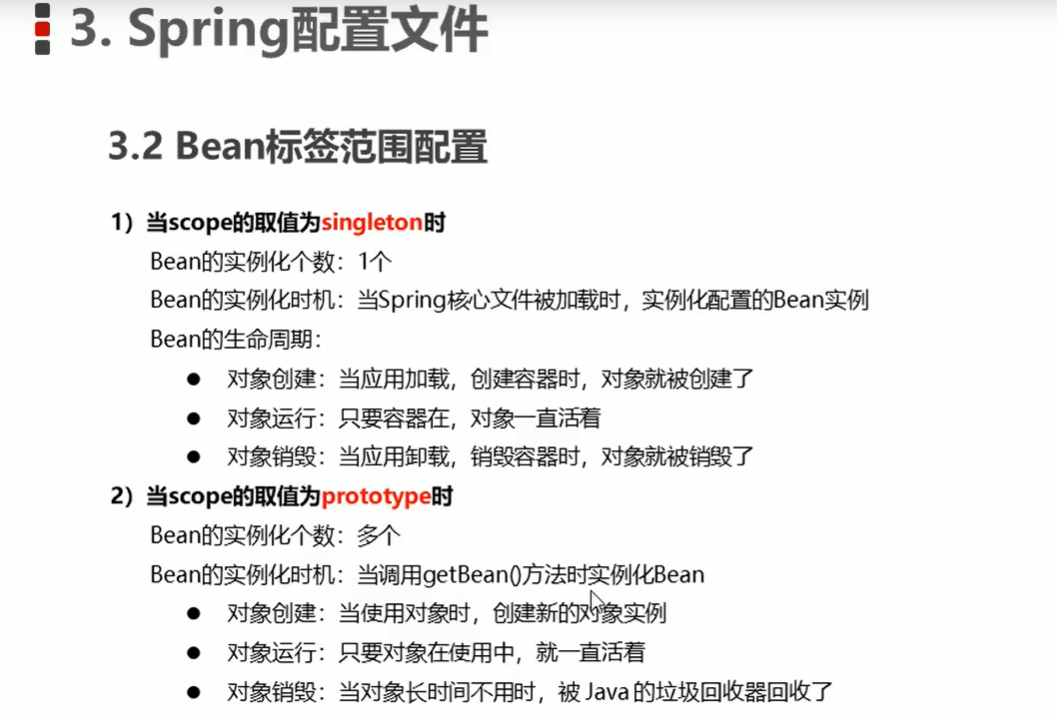 3. Spring配置文件
3.2 Bean标签范围配置
1）当scope的取值为singleton时
Bean的实例化个数：1个
Bean的实例化时机：当Spring核心文件被加载时，实例化配置的Bean实例
Bean的生命周期：
● 对象创建：当应用加载，创建容器时，对象就被创建了
● 对象运行：只要容器在，对象一直活着
● 对象销毁：当应用卸载，销毁容器时，对象就被销毁了
2）当scope的取值为prototype时
Bean的实例化个数：多个
Bean的实例化时机：当调用getBean()方法时实例化Bean
● 对象创建：当使用对象时，创建新的对象实例
● 对象运行：只要对象在使用中，就一直活着
● 对象销毁：当对象长时间不用时，被 Java 的垃圾回收器回收了